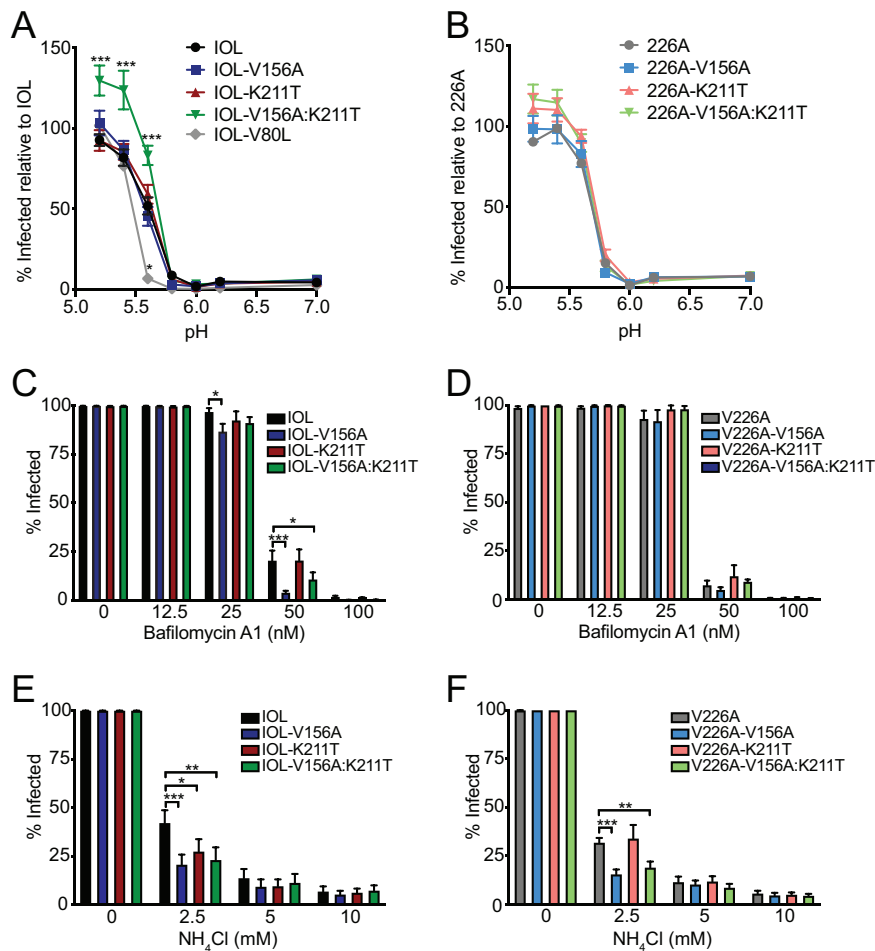 A
% Infected relative to IOL
150
100
50
0
5.0 5.5 6.0 6.5 7.0
pH
*** *** *** *
IOL
IOL-V156A
IOL-K211T
IOL-V156A:K211T
IOL-V80L
B
% Infected relative to 226A
150
100
50
0
5.0 5.5 6.0 6.5 7.0
pH
226A
226A-V156A
226A-K211T
226A-V156A:K211T
C
% Infected
100
75
50
25
0
0 12.5 25 50 100
Bafilomycin A1 (nM)
*
*
***
IOL
IOL-V156A
IOL-K211T
IOL-V156A:K211T
D
% Infected
100
75
50
25
0
0 12.5 25 50 100
Bafilomycin A1 (nM)
V226A
V226A-V156A
V226A-K211T
V226A-V156A:K211T
E
% Infected
100
75
50
25
0
0 2.5 5 10
NH₄Cl (mM)
**
*
***
IOL
IOL-V156A
IOL-K211T
IOL-V156A:K211T
F
% Infected
100
75
50
25
0
0 2.5 5 10
NH₄Cl (mM)
**
***
V226A
V226A-V156A
V226A-K211T
V226A-V156A:K211T